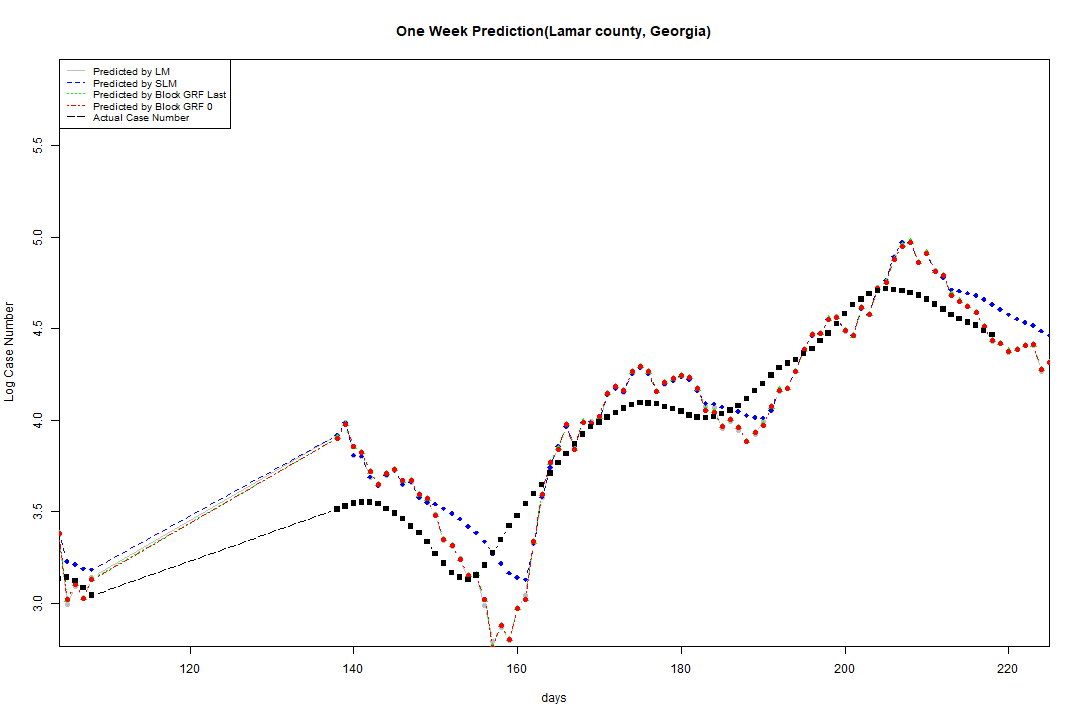 One Week Prediction(Lamar county, Georgia)
Predicted by LM
Predicted by SLM
Predicted by Block GRF Last
Predicted by Block GRF 0
Actual Case Number
Log Case Number
5.5
5.0
4.5
4.0
3.5
3.0
120 140 160 180 200 220
days